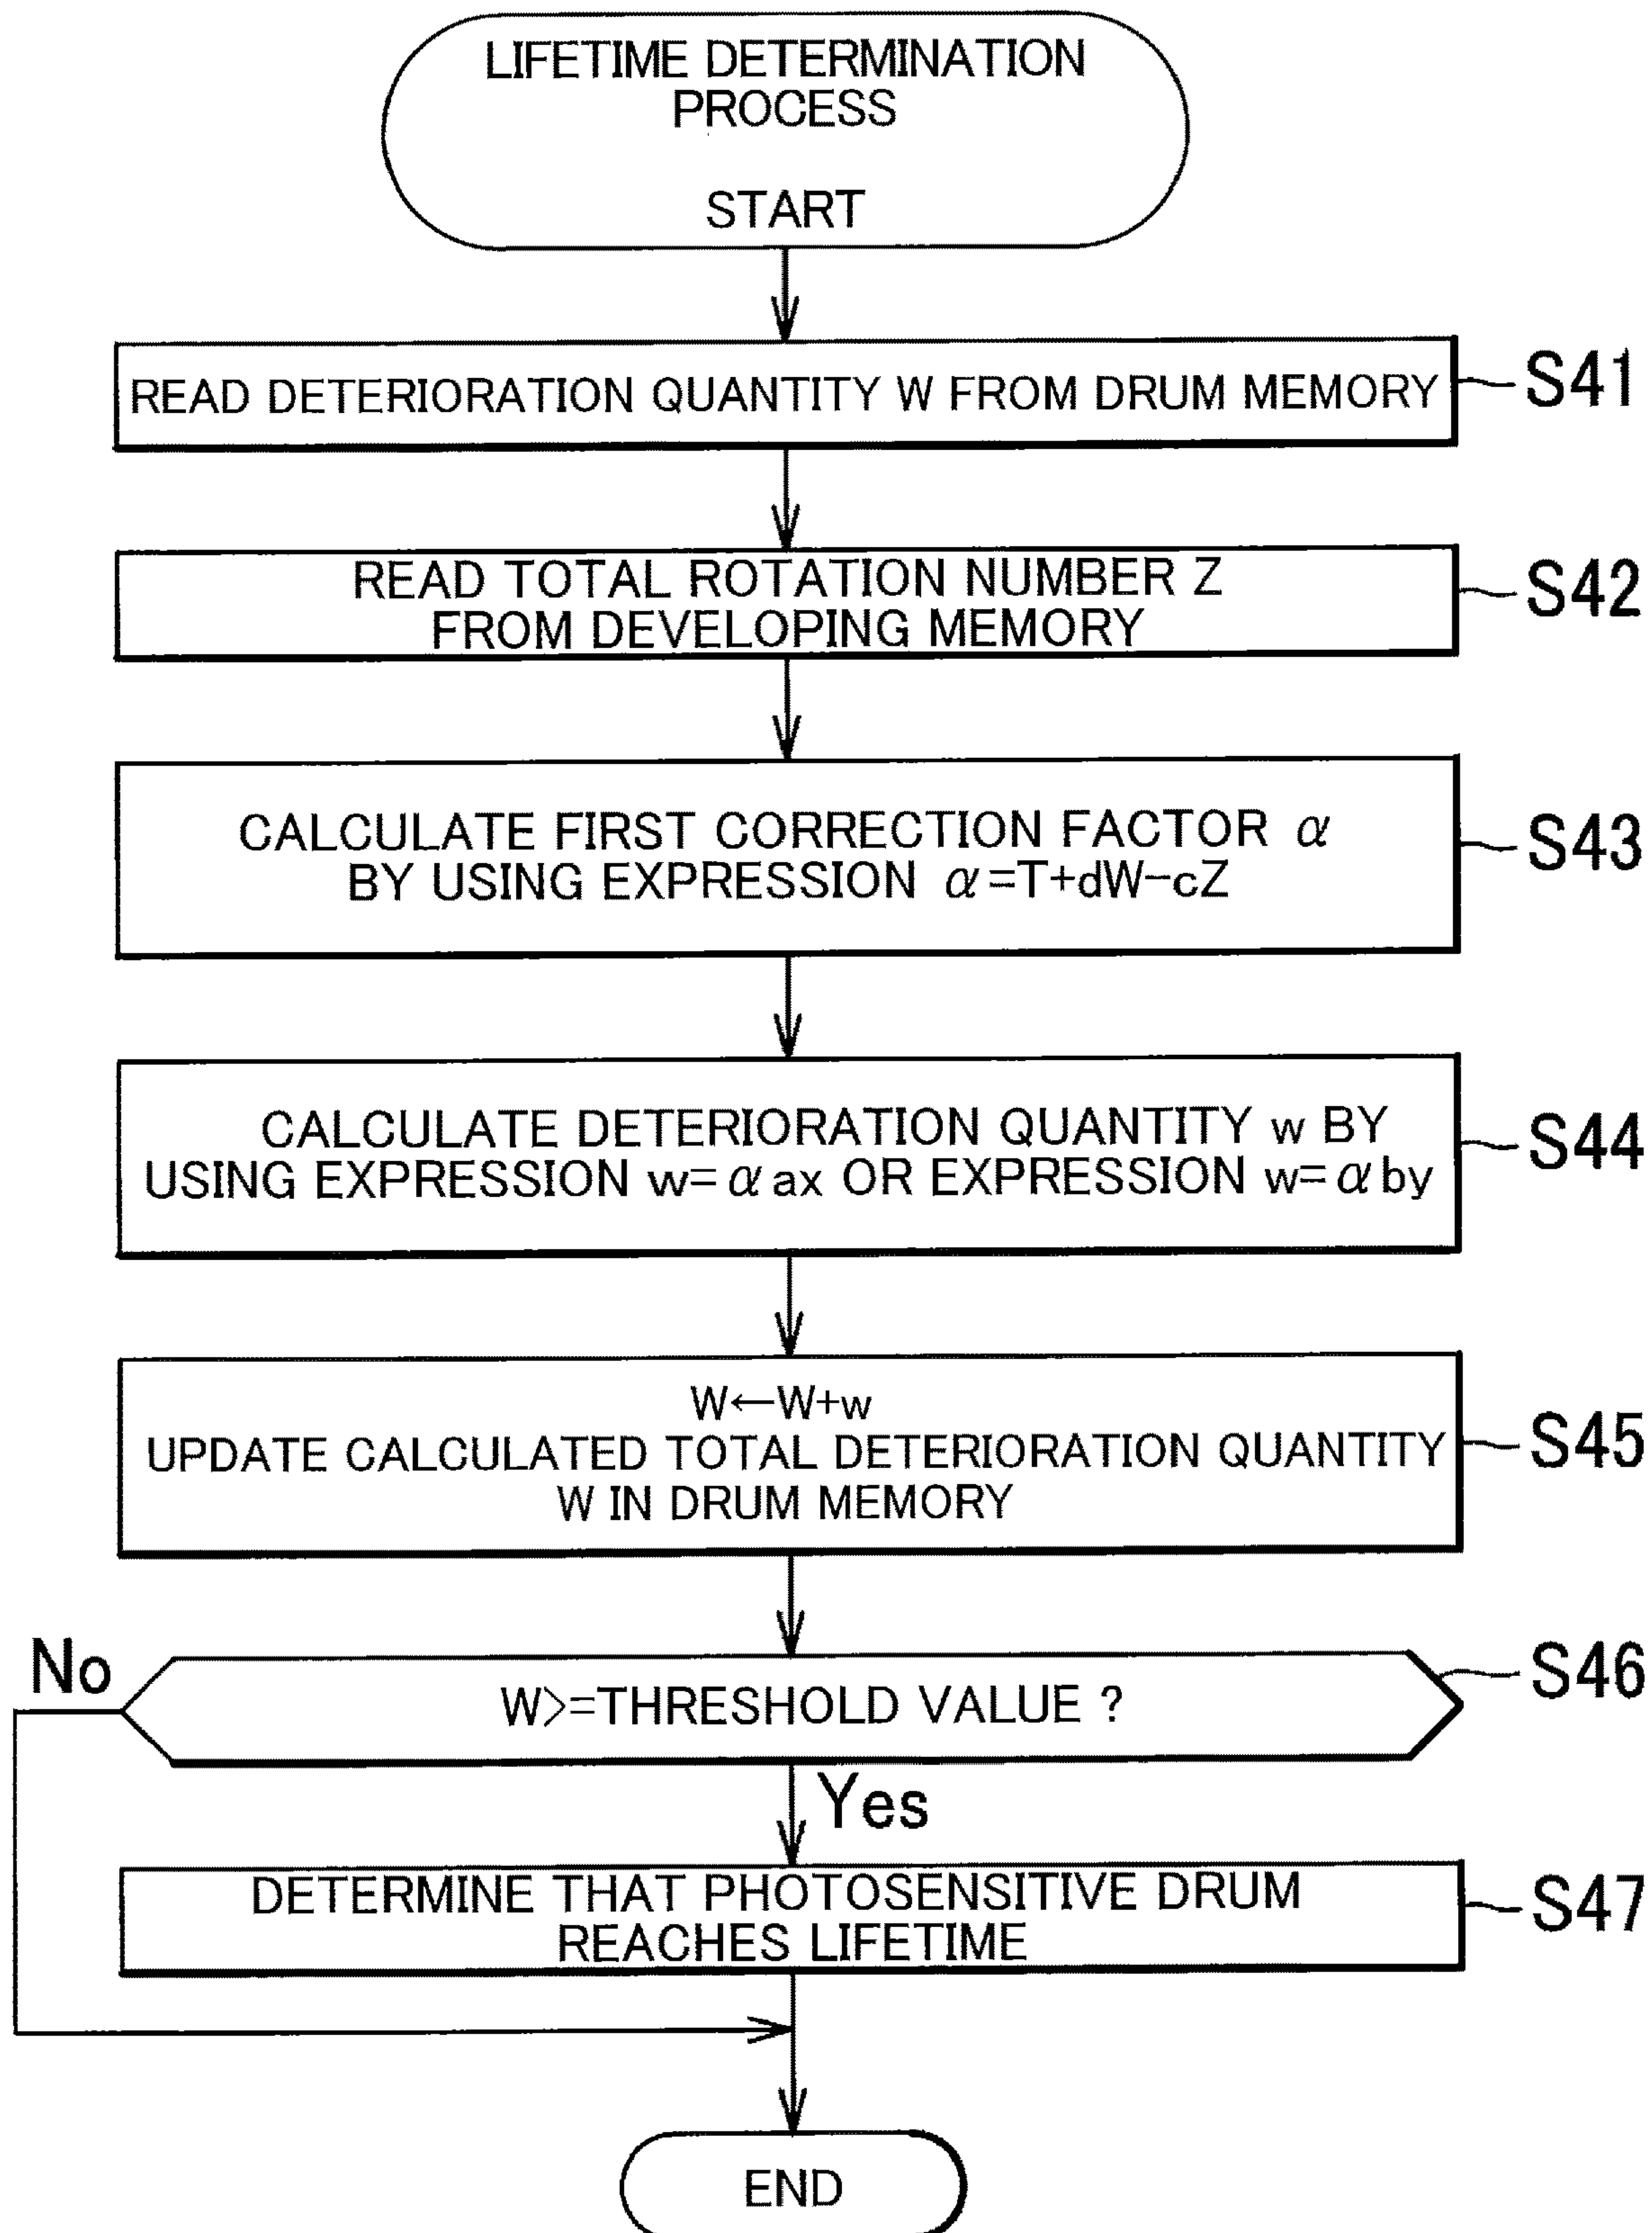 LIFETIME DETERMINATION
PROCESS
START
READ DETERIORATION QUANTITY W FROM DRUM MEMORY
S41
READ TOTAL ROTATION NUMBER Z
FROM DEVELOPING MEMORY
S42
CALCULATE FIRST CORRECTION FACTOR α
BY USING EXPRESSION α=T+dW-cZ
S43
CALCULATE DETERIORATION QUANTITY w BY
USING EXPRESSION w=αax OR EXPRESSION w=αby
S44
W←W+w
UPDATE CALCULATED TOTAL DETERIORATION QUANTITY
W IN DRUM MEMORY
S45
No
W>=THRESHOLD VALUE ?
S46
Yes
DETERMINE THAT PHOTOSENSITIVE DRUM
REACHES LIFETIME
S47
END